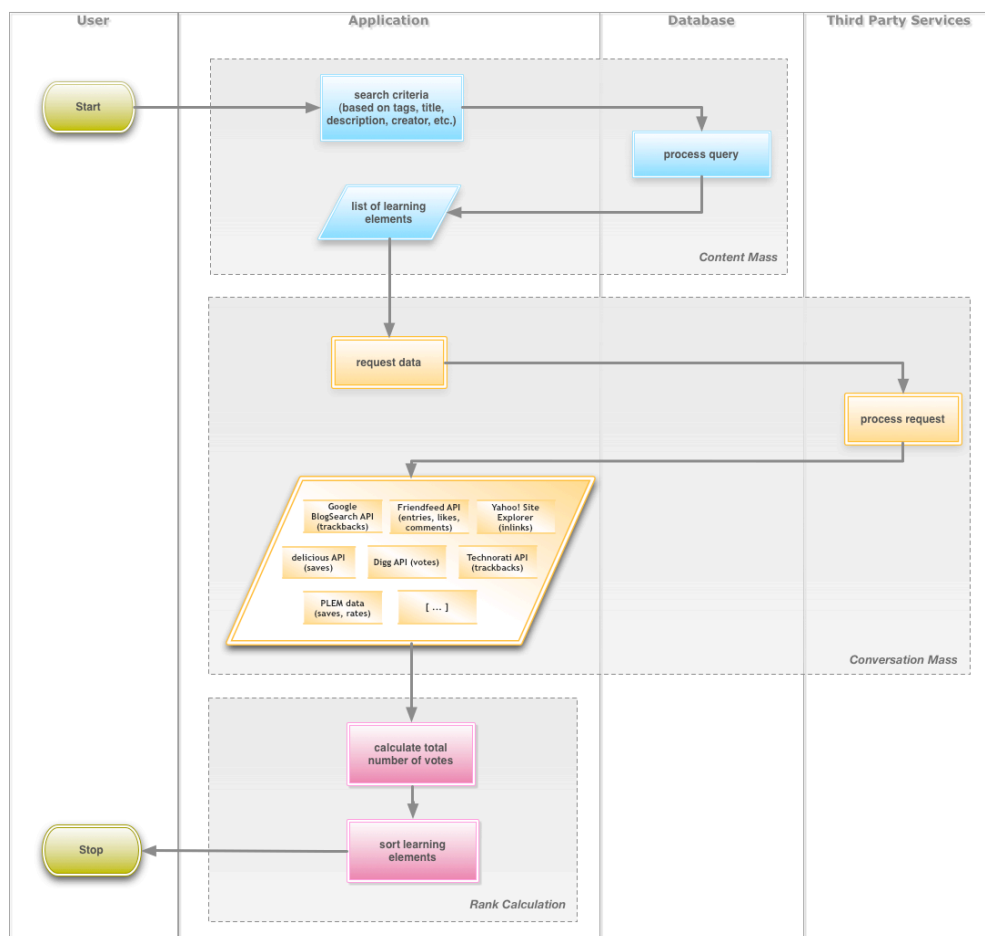 User
Application
Database
Third Party Services
Start
search criteria
(based on tags, title,
description, creator, etc.)
process query
list of learning
elements
Content Mass
request data
process request
Google
BlogSearch API
(trackbacks)
Friendfeed API
(entries, likes,
comments)
Yahoo! Site
Explorer
(inlinks)
delicious API
(saves)
Digg API (votes)
Technorati API
(trackbacks)
PLEM data
(saves, rates)
[ ... ]
Conversation Mass
calculate total
number of votes
Stop
sort learning
elements
Rank Calculation